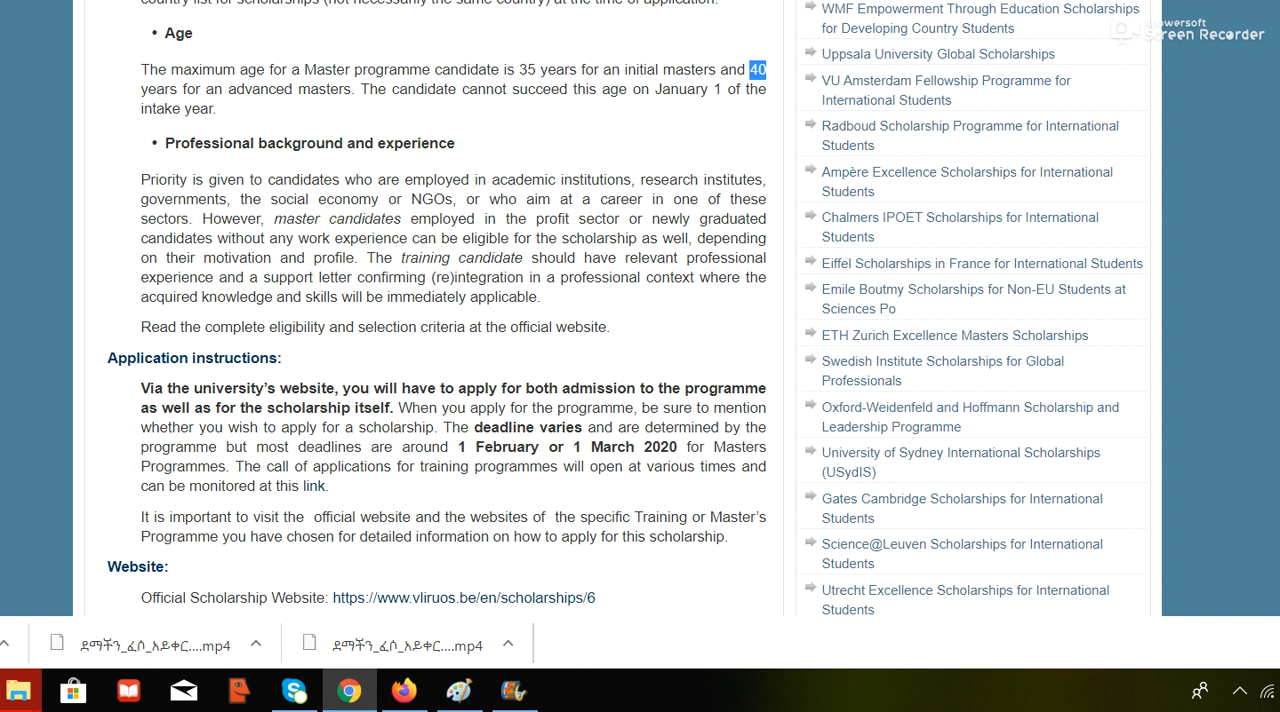 country list for scholarships (not necessarily the same country) at the time of application.
• Age
The maximum age for a Master programme candidate is 35 years for an initial masters and 40
years for an advanced masters. The candidate cannot succeed this age on January 1 of the
intake year.
• Professional background and experience
Priority is given to candidates who are employed in academic institutions, research institutes,
governments, the social economy or NGOs, or who aim at a career in one of these
sectors. However, master candidates employed in the profit sector or newly graduated
candidates without any work experience can be eligible for the scholarship as well, depending
on their motivation and profile. The training candidate should have relevant professional
experience and a support letter confirming (re)integration in a professional context where the
acquired knowledge and skills will be immediately applicable.
Read the complete eligibility and selection criteria at the official website.
Application instructions:
Via the university’s website, you will have to apply for both admission to the programme
as well as for the scholarship itself. When you apply for the programme, be sure to mention
whether you wish to apply for a scholarship. The deadline varies and are determined by the
programme but most deadlines are around 1 February or 1 March 2020 for Masters
Programmes. The call of applications for training programmes will open at various times and
can be monitored at this link.
It is important to visit the official website and the websites of the specific Training or Master’s
Programme you have chosen for detailed information on how to apply for this scholarship.
Website:
Official Scholarship Website: https://www.vliruos.be/en/scholarships/6
WMF Empowerment Through Education Scholarships
for Developing Country Students
Uppsala University Global Scholarships
VU Amsterdam Fellowship Programme for
International Students
Radboud Scholarship Programme for International
Students
Ampère Excellence Scholarships for International
Students
Chalmers IPOET Scholarships for International
Students
Eiffel Scholarships in France for International Students
Emile Boutmy Scholarships for Non-EU Students at
Sciences Po
ETH Zurich Excellence Masters Scholarships
Swedish Institute Scholarships for Global
Professionals
Oxford-Weidenfeld and Hoffmann Scholarship and
Leadership Programme
University of Sydney International Scholarships
(USydIS)
Gates Cambridge Scholarships for International
Students
Science@Leuven Scholarships for International
Students
Utrecht Excellence Scholarships for International
Students
Apowersoft
Screen Recorder
ደማችን_ፈሶ_አይቀር....mp4
ደማችን_ፈሶ_አይቀር....mp4